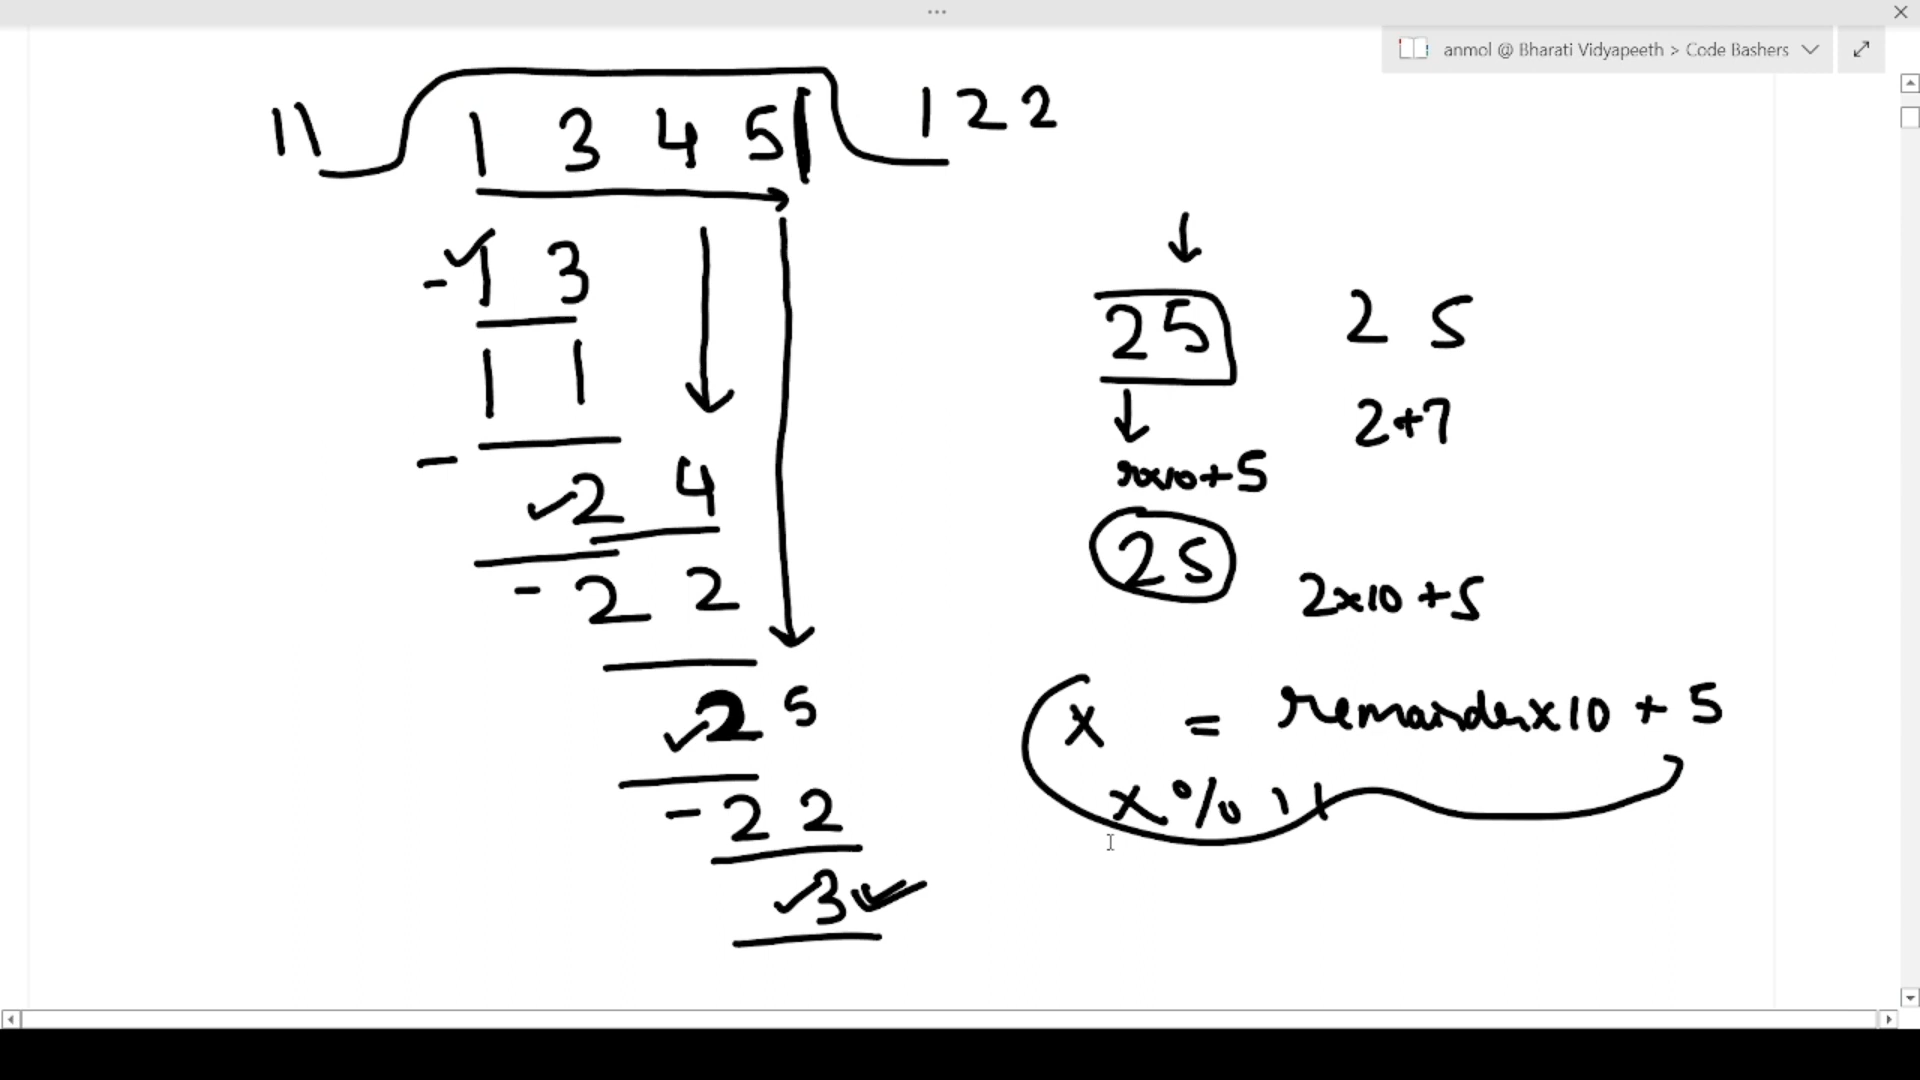 anmol @ Bharati Vidyapeeth > Code Bashers
11 1 3 4 5 122
- 1 3
1 1
- 2 4
- 2 2
2 5
- 2 2
3
25 2 5
2+7
rx10+5
25
2x10 +5
x = remainderx10 + 5
x % 11